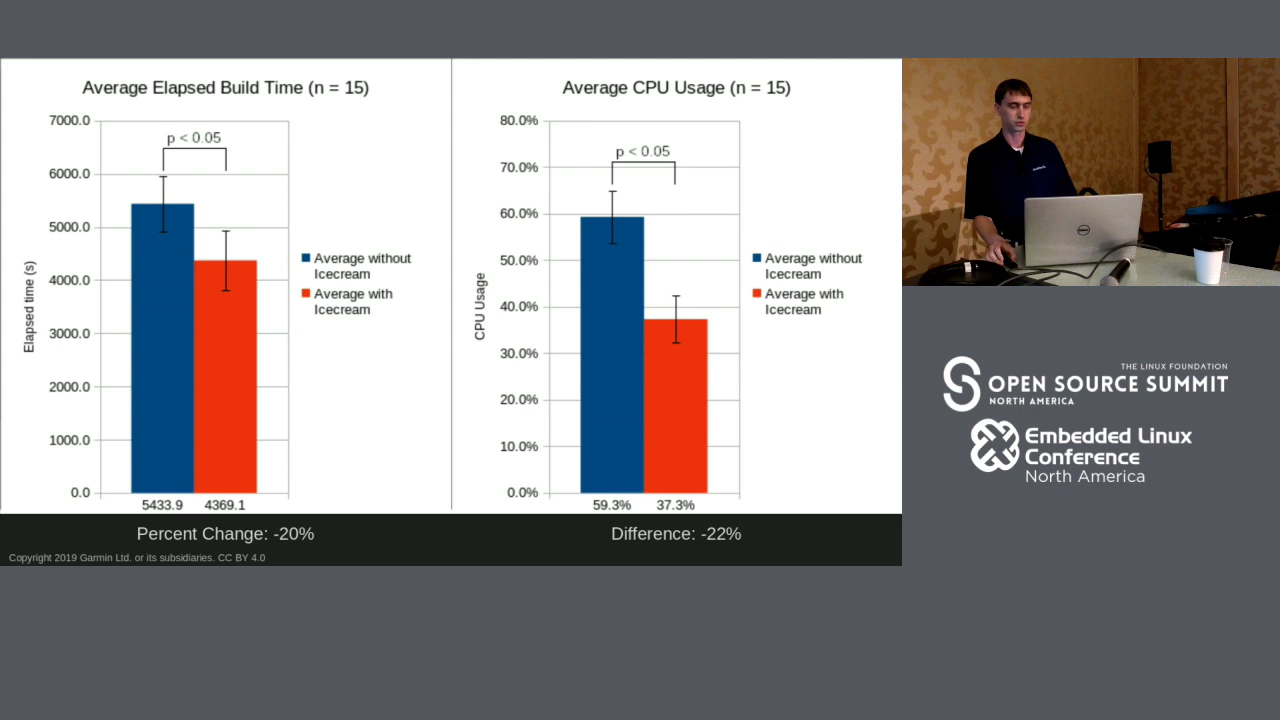 Average Elapsed Build Time (n = 15)
7000.0
6000.0
5000.0
4000.0
3000.0
2000.0
1000.0
0.0
Elapsed time (s)
p < 0.05
5433.9 4369.1
Average without
Icecream
Average with
Icecream
Percent Change: -20%
Average CPU Usage (n = 15)
80.0%
70.0%
60.0%
50.0%
40.0%
30.0%
20.0%
10.0%
0.0%
CPU Usage
p < 0.05
59.3% 37.3%
Average without
Icecream
Average with
Icecream
Difference: -22%
Copyright 2019 Garmin Ltd. or its subsidiaries. CC BY 4.0
DELL
THE LINUX FOUNDATION
OPEN SOURCE SUMMIT
NORTH AMERICA
Embedded Linux
Conference
North America